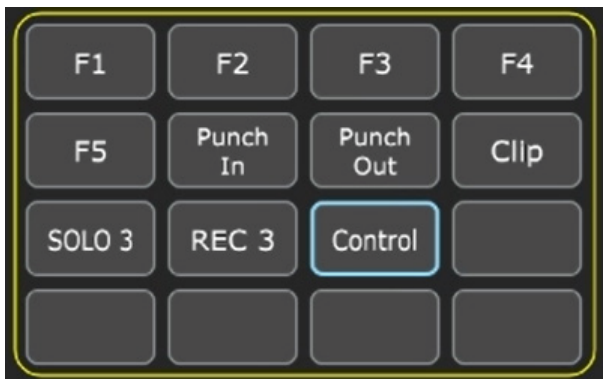 F1 F2 F3 F4
F5 Punch In Punch Out Clip
SOLO 3 REC 3 Control